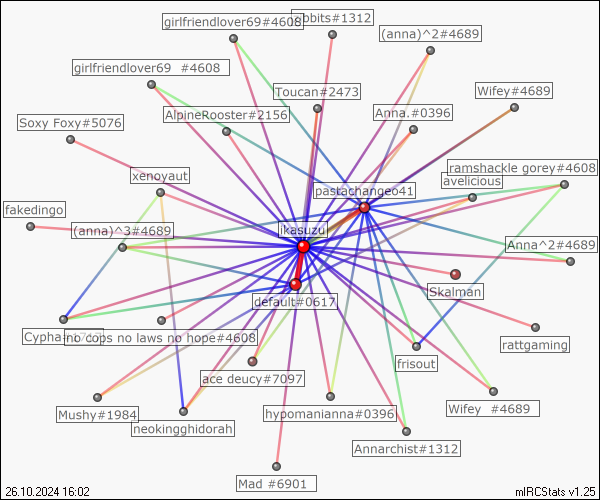 girlfriendlover69#4608
bbits#1312
(anna)^2#4689
girlfriendlover69 #4608
Toucan#2473
Wifey#4689
AlpineRooster#2156
Anna.#0396
Soxy Foxy#5076
xenoyaut
ramshackle gorey#4608
avelicious
pastachangeo41
fakedingo
(anna)^3#4689
ikasuzu
Anna^2#4689
Skalman
default#0617
Cypha
no cops no laws no hope#4608
rattgaming
frisout
ace deucy#7097
Mushy#1984
hypomanianna#0396
Wifey #4689
neokingghidorah
Annarchist#1312
Mad #6901
26.10.2024 16:02
mIRCStats v1.25